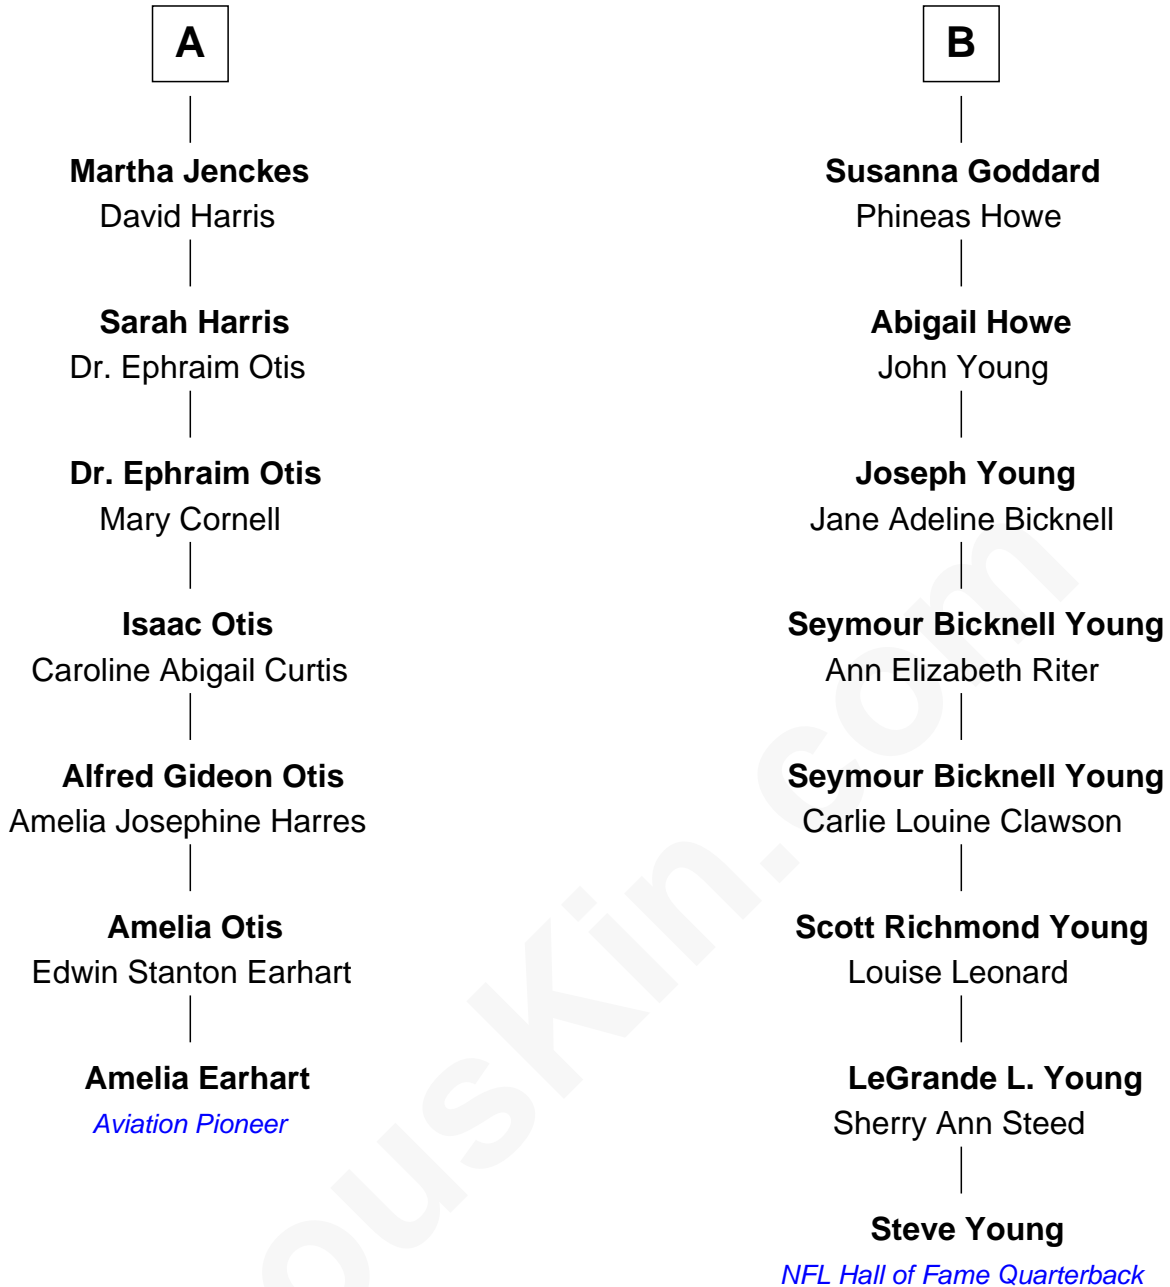 A
Martha Jenckes
David Harris
Sarah Harris
Dr. Ephraim Otis
Dr. Ephraim Otis
Mary Cornell
Isaac Otis
Caroline Abigail Curtis
Alfred Gideon Otis
Amelia Josephine Harres
Amelia Otis
Edwin Stanton Earhart
Amelia Earhart
Aviation Pioneer
B
Susanna Goddard
Phineas Howe
Abigail Howe
John Young
Joseph Young
Jane Adeline Bicknell
Seymour Bicknell Young
Ann Elizabeth Riter
Seymour Bicknell Young
Carlie Louine Clawson
Scott Richmond Young
Louise Leonard
LeGrande L. Young
Sherry Ann Steed
Steve Young
NFL Hall of Fame Quarterback
ousKin.com